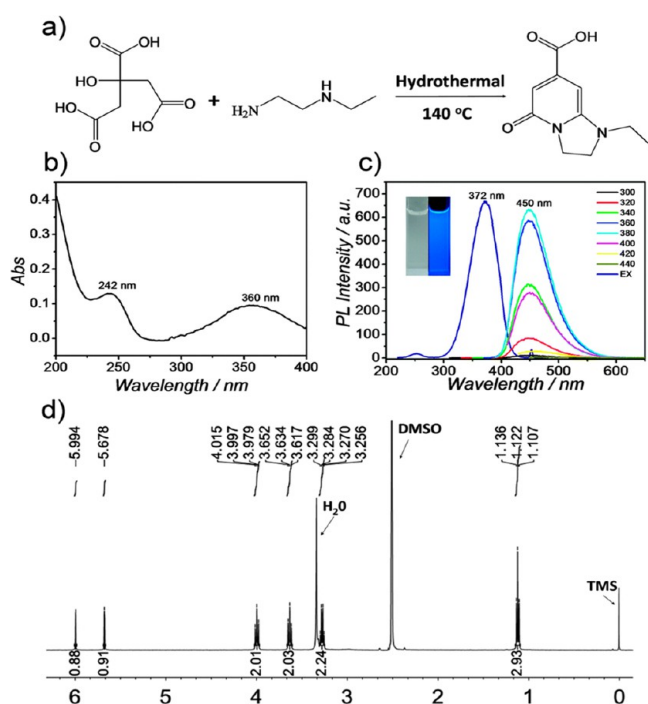 a)
O
OH
HO
O
HO
O
OH
+
H₂N
H
N
Hydrothermal
140 °C
O
OH
O
N
N
b)
Abs
0.4
0.3
0.2
0.1
0.0
242 nm
360 nm
200 250 300 350 400
Wavelength / nm
c)
PL Intensity / a.u.
700
600
500
400
300
200
100
0
372 nm
450 nm
300
320
340
360
380
400
420
440
EX
200 300 400 500 600
Wavelength / nm
d)
-5.994
-5.678
4.015
3.997
3.979
3.652
3.634
3.617
3.299
3.284
3.270
3.256
1.136
1.122
1.107
DMSO
H₂0
TMS
0.88
0.91
2.01
2.03
2.24
2.93
6 5 4 3 2 1 0